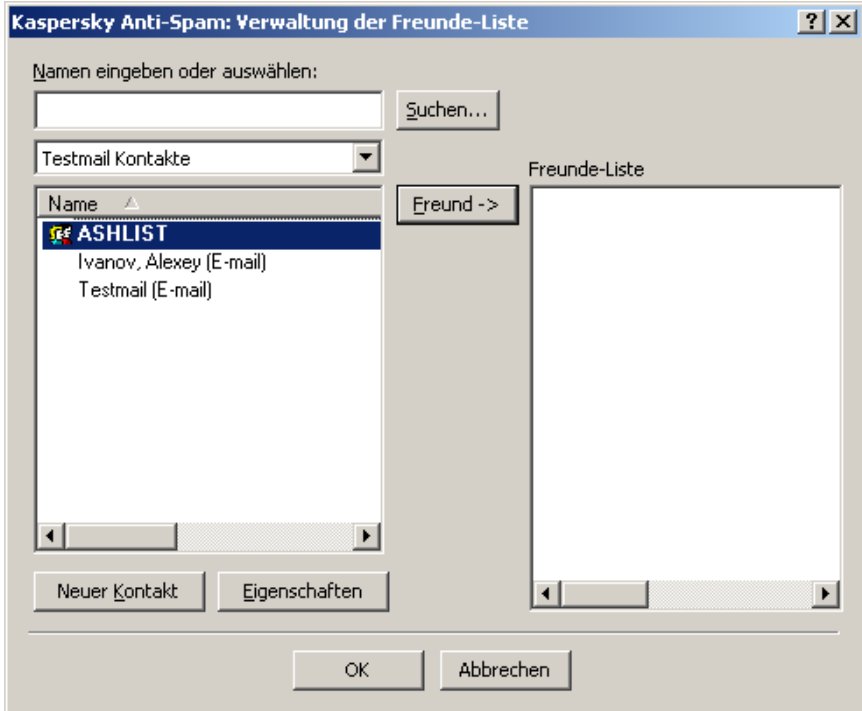 Kaspersky Anti-Spam: Verwaltung der Freunde-Liste
Namen eingeben oder auswählen:
Suchen...
Testmail Kontakte
Freunde-Liste
Name
Freund ->
ASHLIST
Ivanov, Alexey (E-mail)
Testmail (E-mail)
Neuer Kontakt
Eigenschaften
OK
Abbrechen